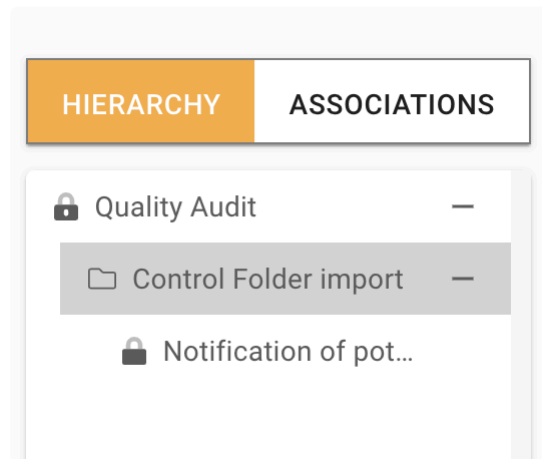 HIERARCHY ASSOCIATIONS
Quality Audit
Control Folder import
Notification of pot...